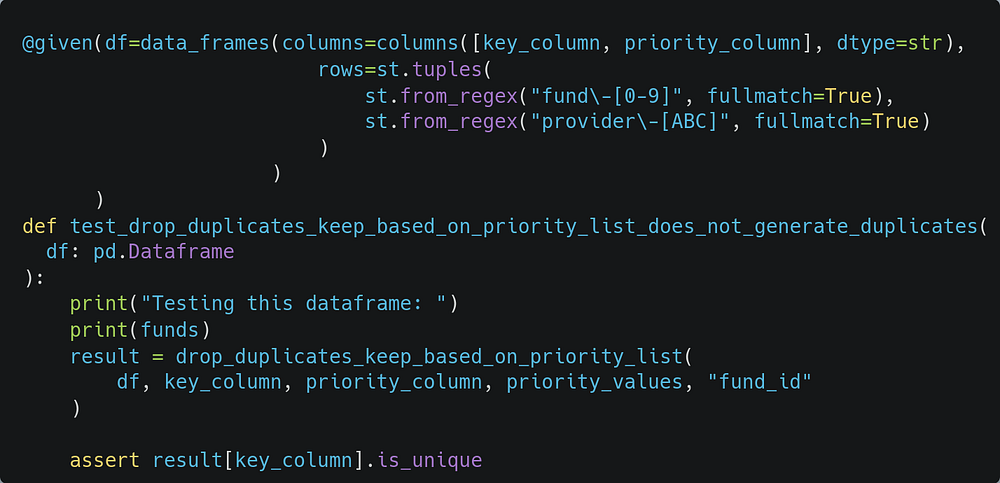 @given(df=data_frames(columns=columns([key_column, priority_column], dtype=str),
                         rows=st.tuples(
                             st.from_regex("fund\-[0-9]", fullmatch=True),
                             st.from_regex("provider\-[ABC]", fullmatch=True)
                         )
                     )
      )
def test_drop_duplicates_keep_based_on_priority_list_does_not_generate_duplicates(
  df: pd.Dataframe
):
    print("Testing this dataframe: ")
    print(funds)
    result = drop_duplicates_keep_based_on_priority_list(
        df, key_column, priority_column, priority_values, "fund_id"
    )

    assert result[key_column].is_unique